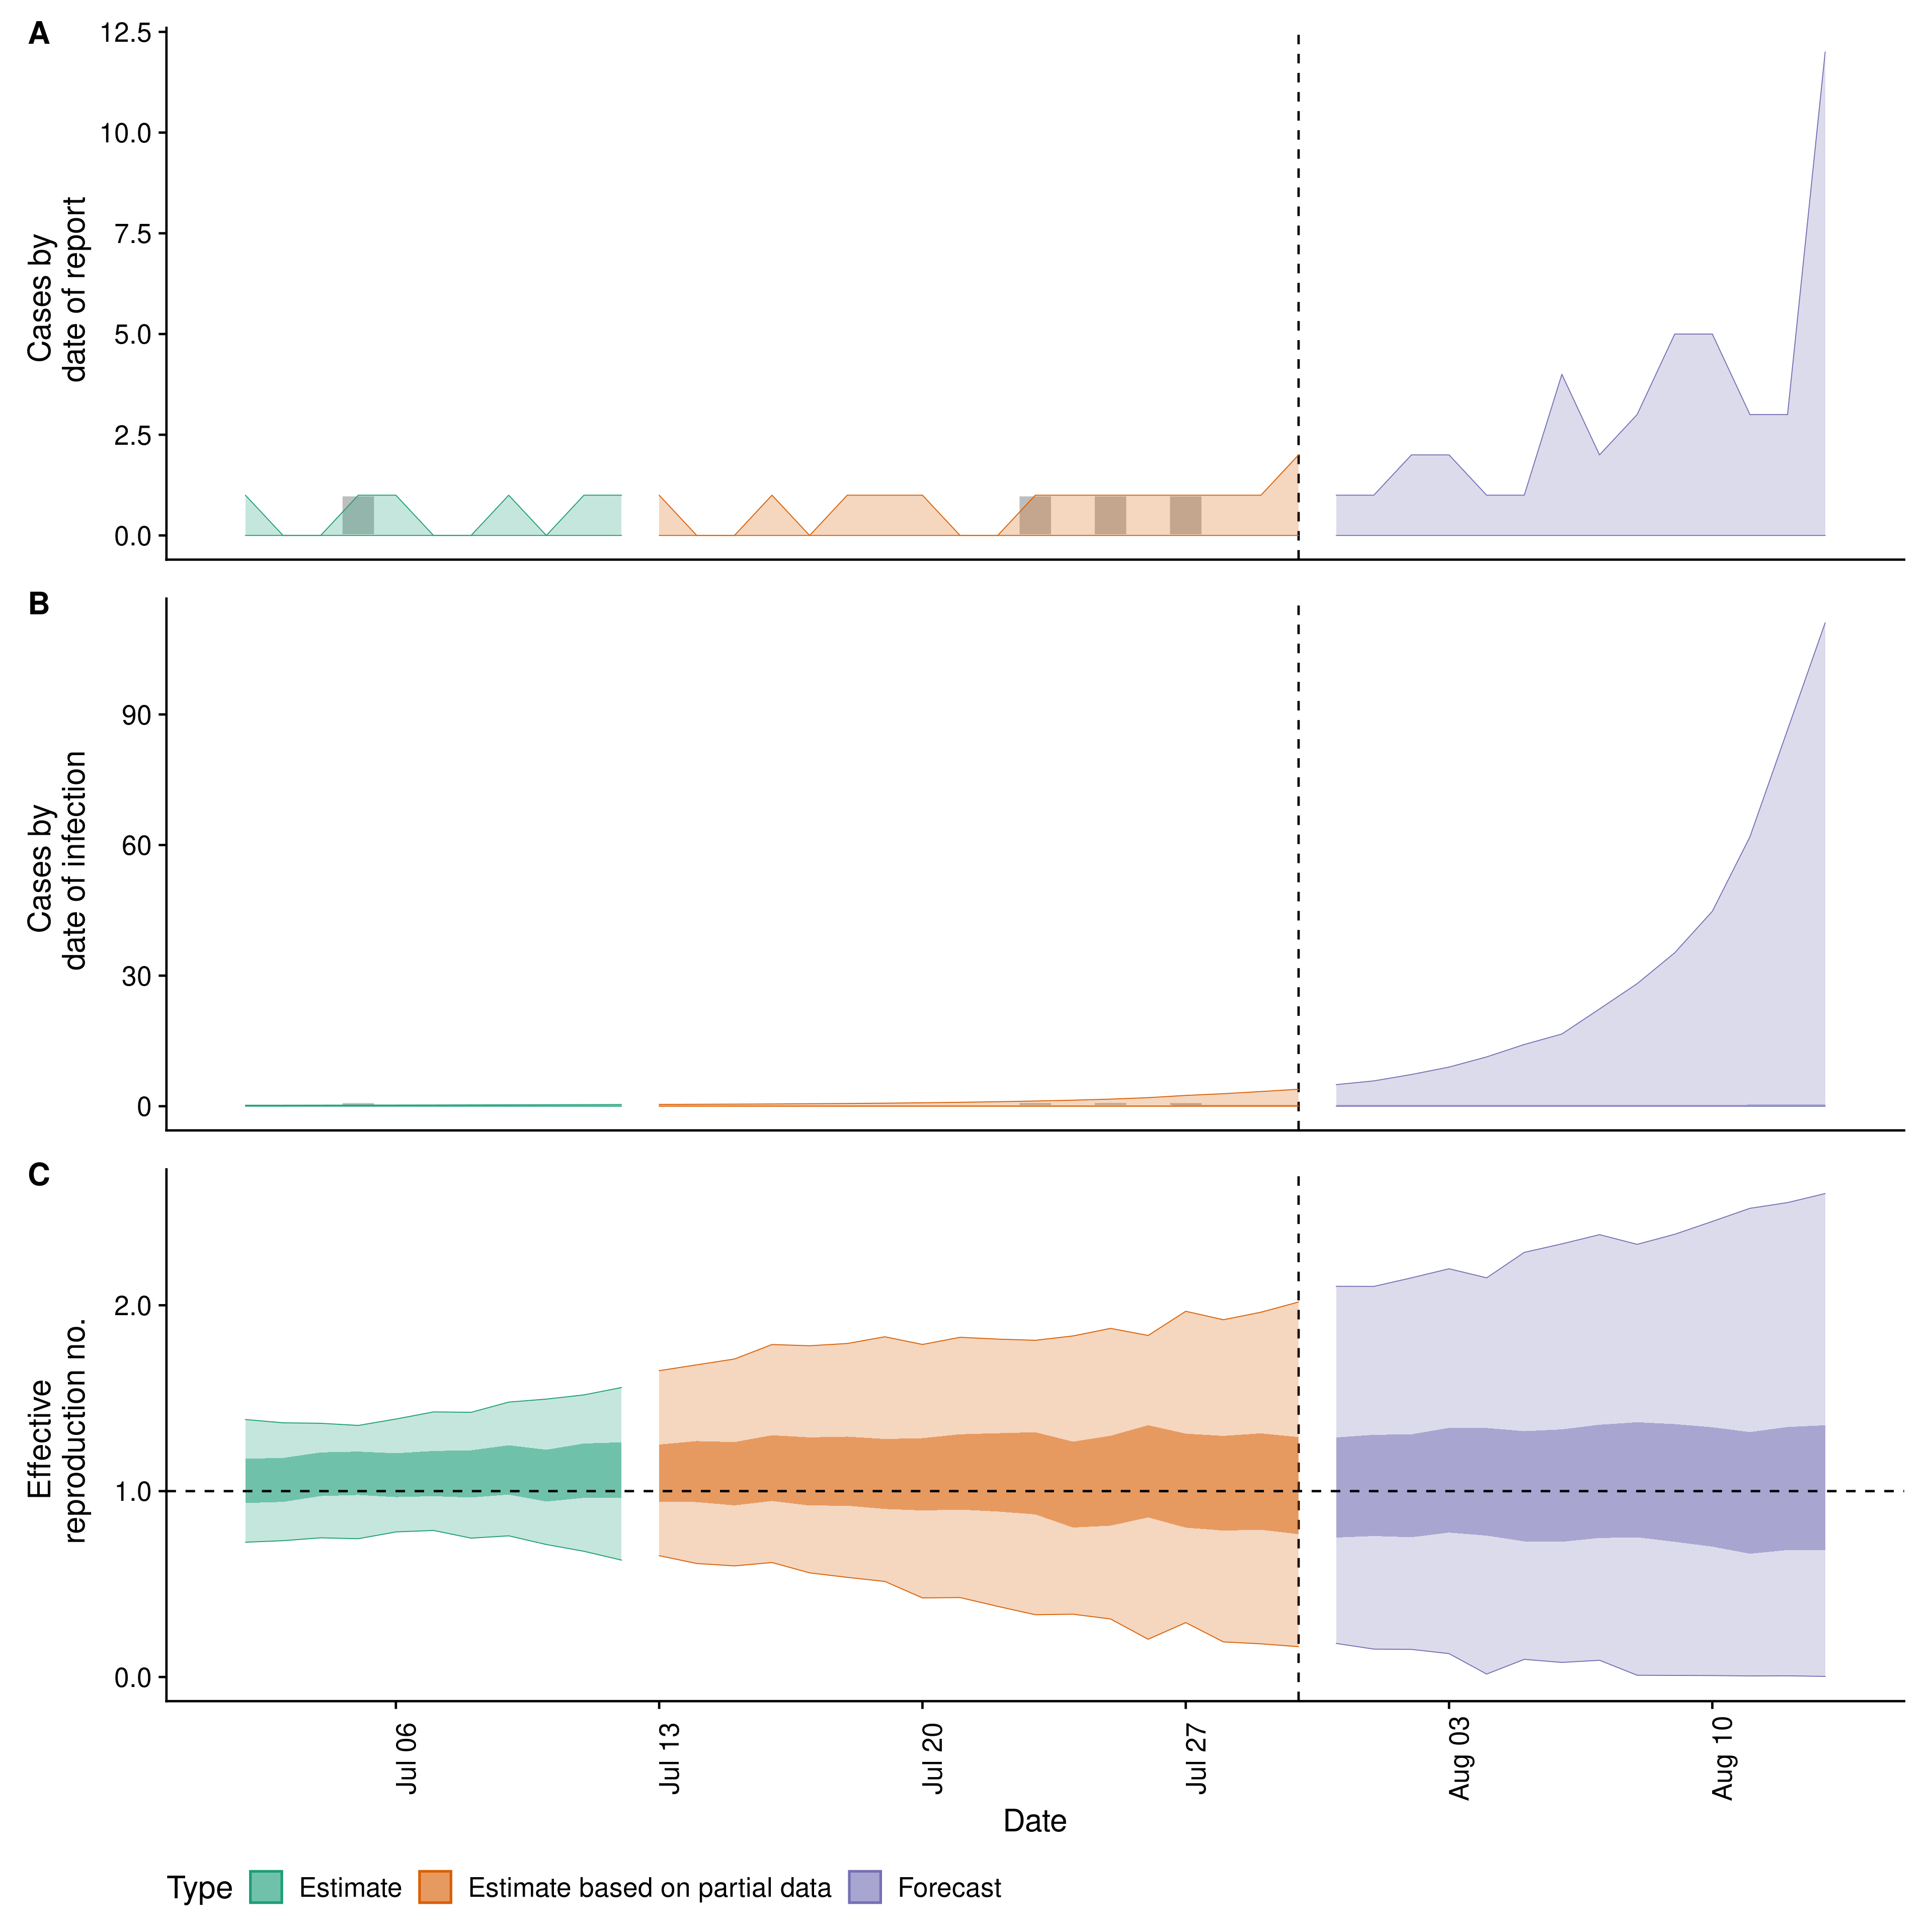 A
12.5
10.0
7.5
5.0
2.5
0.0
Cases by
date of report
B
90
60
30
0
Cases by
date of infection
C
2.0
1.0
0.0
Effective
reproduction no.
Jul 06
Jul 13
Jul 20
Jul 27
Aug 03
Aug 10
Date
Type Estimate Estimate based on partial data Forecast